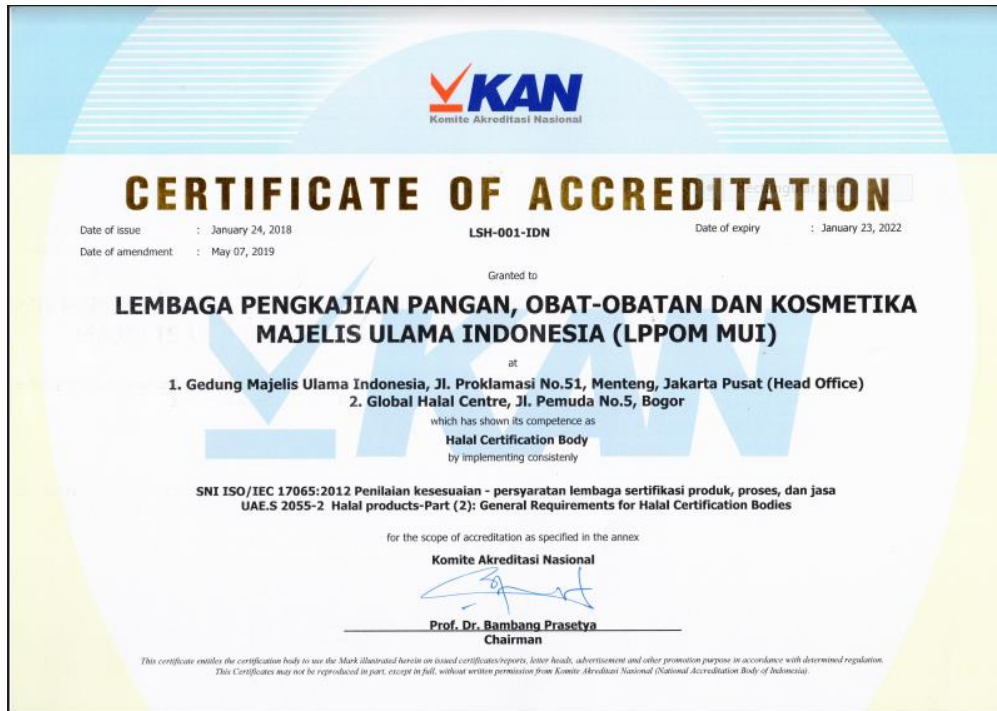 KAN
Komite Akreditasi Nasional
CERTIFICATE OF ACCREDITATION
Date of issue : January 24, 2018
LSH-001-IDN
Date of expiry : January 23, 2022
Date of amendment : May 07, 2019
Granted to
LEMBAGA PENGKAJIAN PANGAN, OBAT-OBATAN DAN KOSMETIKA
MAJELIS ULAMA INDONESIA (LPPOM MUI)
at
1. Gedung Majelis Ulama Indonesia, Jl. Proklamasi No.51, Menteng, Jakarta Pusat (Head Office)
2. Global Halal Centre, Jl. Pemuda No.5, Bogor
which has shown its competence as
Halal Certification Body
by implementing consistenly
SNI ISO/IEC 17065:2012 Penilaian kesesuaian - persyaratan lembaga sertifikasi produk, proses, dan jasa
UAE.S 2055-2 Halal products-Part (2): General Requirements for Halal Certification Bodies
for the scope of accreditation as specified in the annex
Komite Akreditasi Nasional
Prof. Dr. Bambang Prasetya
Chairman
This certificate entitles the certification body to use the Mark illustrated herein on issued certificates/reports, letter heads, advertisement and other promotion purpose in accordance with determined regulation.
This Certificates may not be reproduced in part, except in full, without written permission from Komite Akreditasi Nasional (National Accreditation Body of Indonesia).
KAN